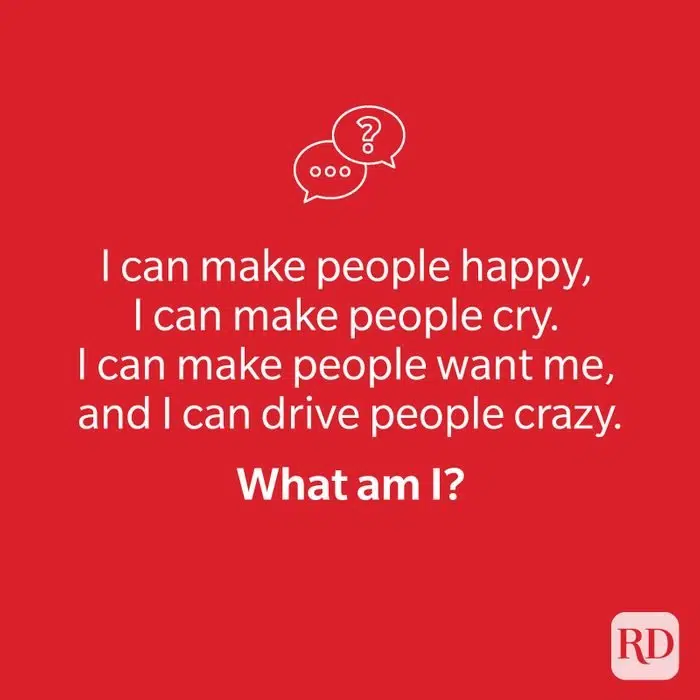 ?
ooo
I can make people happy,
I can make people cry.
I can make people want me,
and I can drive people crazy.
What am I?
RD